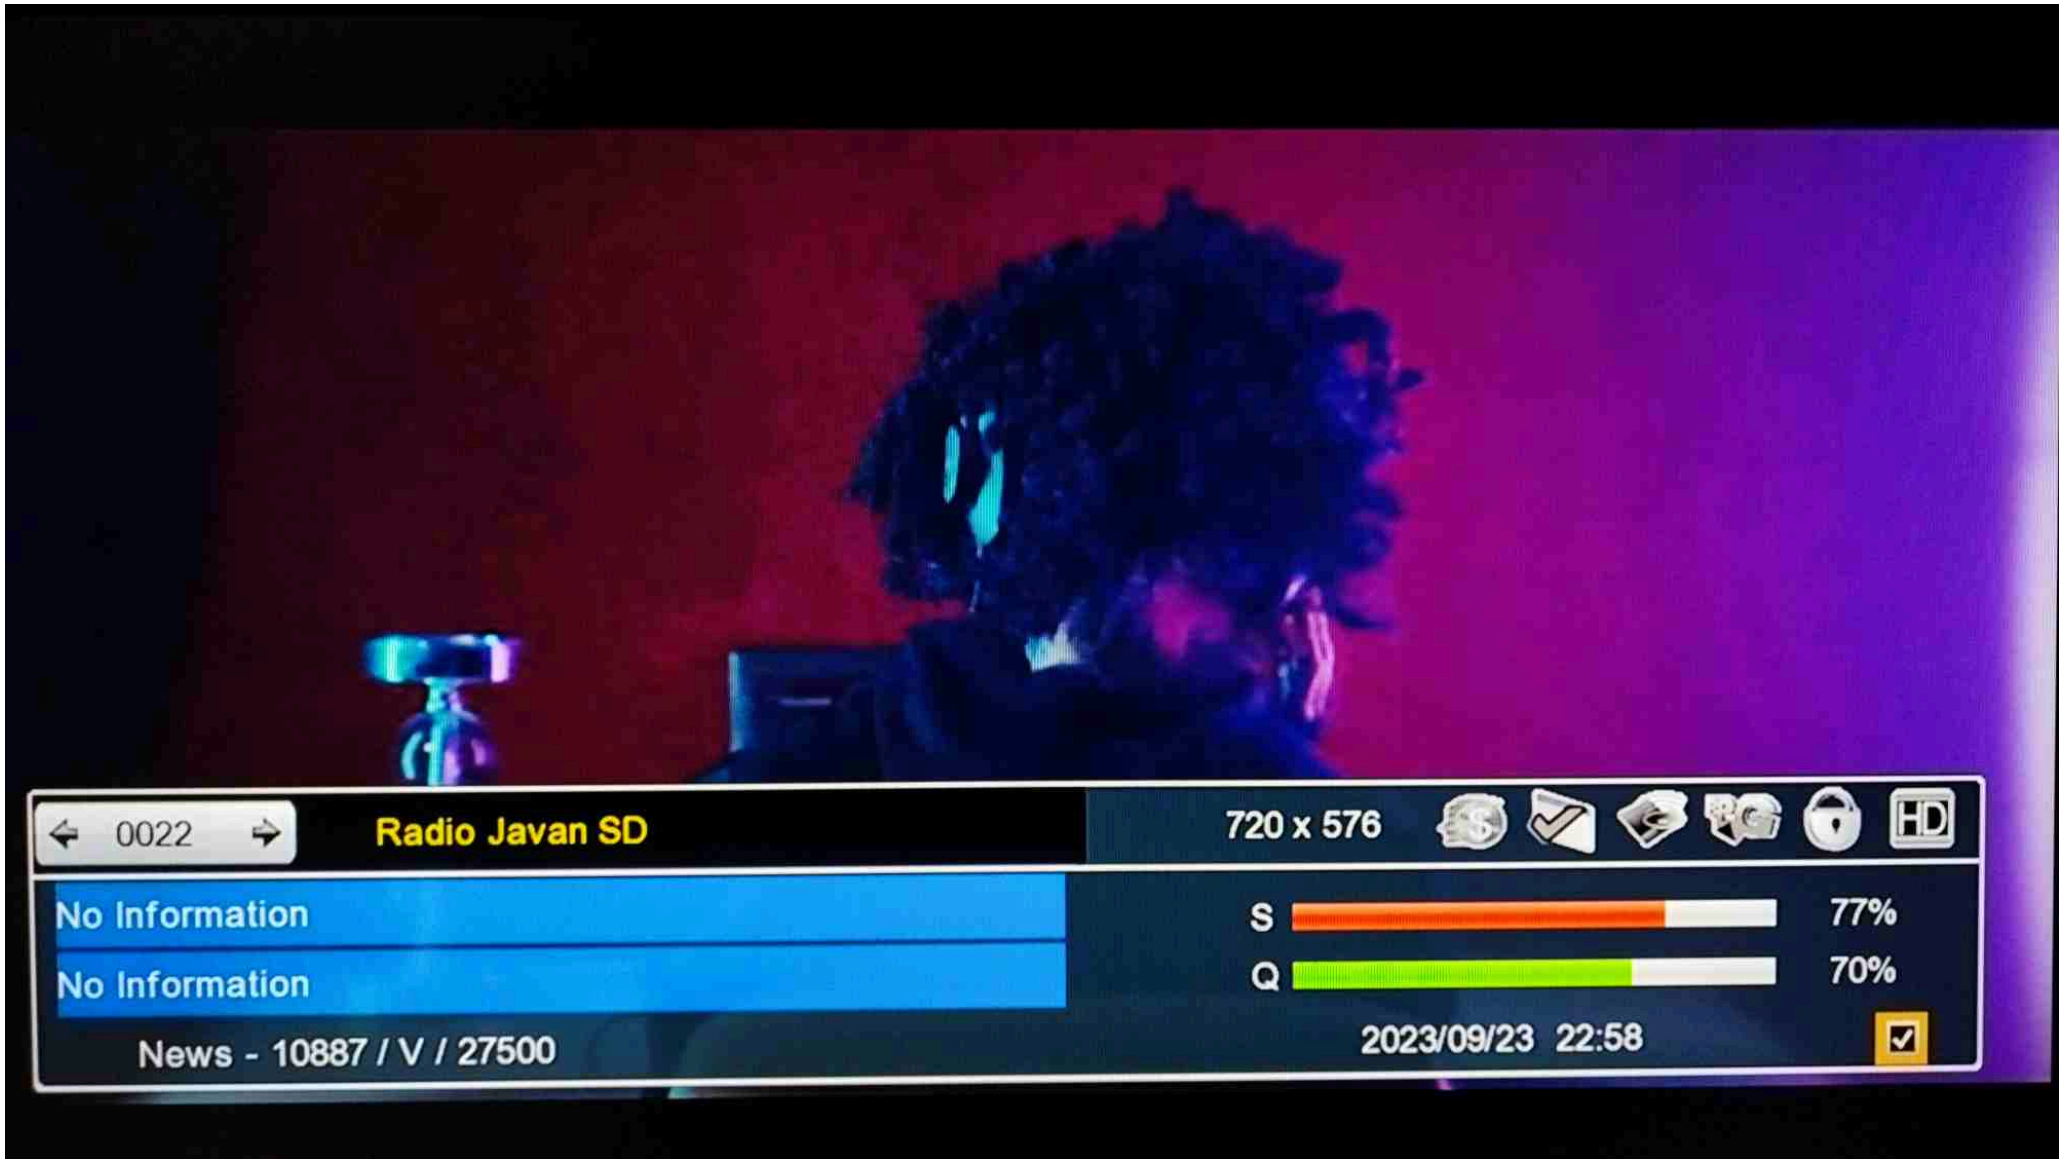 0022 Radio Javan SD 720 x 576 HD
No Information S 77%
No Information Q 70%
News - 10887 / V / 27500 2023/09/23 22:58